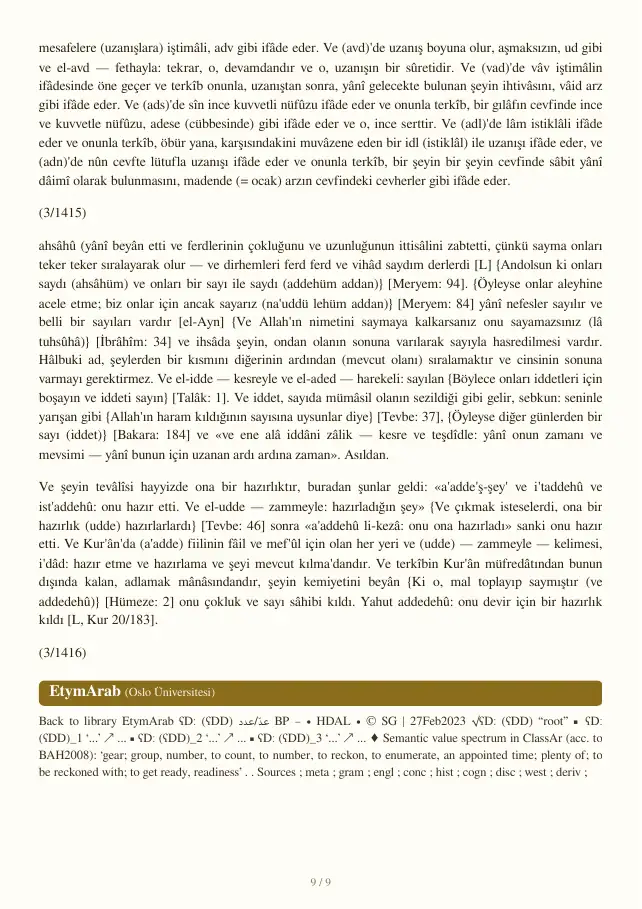 mesafelere (uzanışlara) iştimâli, adv gibi ifâde eder. Ve (avd)'de uzanış boyuna olur, aşmaksızın, ud gibi
ve el-avd — fethayla: tekrar, o, devamdandır ve o, uzanışın bir sûretidir. Ve (vad)'de vâv iştimâlin
ifâdesinde öne geçer ve terkîb onunla, uzanıştan sonra, yânî gelecekte bulunan şeyin ihtivâsını, vâid arz
gibi ifâde eder. Ve (ads)'de sîn ince kuvvetli nüfûzu ifâde eder ve onunla terkîb, bir gılâfın cevfinde ince
ve kuvvetle nüfûzu, adese (cübbesinde) gibi ifâde eder ve o, ince serttir. Ve (adl)'de lâm istiklâli ifâde
eder ve onunla terkîb, öbür yana, karşısındakini muvâzene eden bir idl (istiklâl) ile uzanışı ifâde eder, ve
(adn)'de nûn cevfte lütufla uzanışı ifâde eder ve onunla terkîb, bir şeyin bir şeyin cevfinde sâbit yânî
dâimî olarak bulunmasını, madende (= ocak) arzın cevfindeki cevherler gibi ifâde eder.
(3/1415)
ahsâhû (yânî beyân etti ve ferdlerinin çokluğunu ve uzunluğunun ittisâlini zabtetti, çünkü sayma onları
teker teker sıralayarak olur — ve dirhemleri ferd ferd ve vihâd saydım derlerdi [L] {Andolsun ki onları
saydı (ahsâhüm) ve onları bir sayı ile saydı (addehüm addan)} [Meryem: 94]. {Öyleyse onlar aleyhine
acele etme; biz onlar için ancak sayarız (na'uddü lehüm addan)} [Meryem: 84] yânî nefesler sayılır ve
belli bir sayıları vardır [el-Ayn] {Ve Allah'ın nimetini saymaya kalkarsanız onu sayamazsınız (lâ
tuhsûhâ)} [İbrâhîm: 34] ve ihsâda şeyin, ondan olanın sonuna varılarak sayıyla hasredilmesi vardır.
Hâlbuki ad, şeylerden bir kısmını diğerinin ardından (mevcut olanı) sıralamaktır ve cinsinin sonuna
varmayı gerektirmez. Ve el-idde — kesreyle ve el-aded — harekeli: sayılan {Böylece onları iddetleri için
boşayın ve iddeti sayın} [Talâk: 1]. Ve iddet, sayıda mümâsil olanın sezildiği gibi gelir, sebkun: seninle
yarışan gibi {Allah'ın haram kıldığının sayısına uysunlar diye} [Tevbe: 37], {Öyleyse diğer günlerden bir
sayı (iddet)} [Bakara: 184] ve «ve ene alâ iddâni zâlik — kesre ve teşdîdle: yânî onun zamanı ve
mevsimi — yânî bunun için uzanan ardı ardına zaman». Asıldan.
Ve şeyin tevâlîsi hayyizde ona bir hazırlıktır, buradan şunlar geldi: «a'adde'ş-şey' ve i'taddehû ve
ist'addehû: onu hazır etti. Ve el-udde — zammeyle: hazırladığın şey» {Ve çıkmak isteselerdi, ona bir
hazırlık (udde) hazırlarlardı} [Tevbe: 46] sonra «a'addehû li-kezâ: onu ona hazırladı» sanki onu hazır
etti. Ve Kur'ân'da (a'adde) fiilinin fâil ve mef'ûl için olan her yeri ve (udde) — zammeyle — kelimesi,
i'dâd: hazır etme ve hazırlama ve şeyi mevcut kılma'dandır. Ve terkîbin Kur'ân müfredâtından bunun
dışında kalan, adlamak mânâsındandır, şeyin kemiyetini beyân {Ki o, mal toplayıp saymıştır (ve
addedehû)} [Hümeze: 2] onu çokluk ve sayı sâhibi kıldı. Yahut addedehû: onu devir için bir hazırlık
kıldı [L, Kur 20/183].
(3/1416)
EtymArab (Oslo Üniversitesi)
Back to library EtymArab ʕD: (ʕDD) عدّ/عدد BP – • HDAL • © SG | 27Feb2023 √ʕD: (ʕDD) “root” ▪ ʕD:
(ʕDD)_1 ‘...’ ↗ ... ▪ ʕD: (ʕDD)_2 ‘...’ ↗ ... ▪ ʕD: (ʕDD)_3 ‘...’ ↗ ... ♦ Semantic value spectrum in ClassAr (acc. to
BAH2008): ‘gear; group, number, to count, to number, to reckon, to enumerate, an appointed time; plenty of; to
be reckoned with; to get ready, readiness’ . . Sources ; meta ; gram ; engl ; conc ; hist ; cogn ; disc ; west ; deriv ;
9 / 9